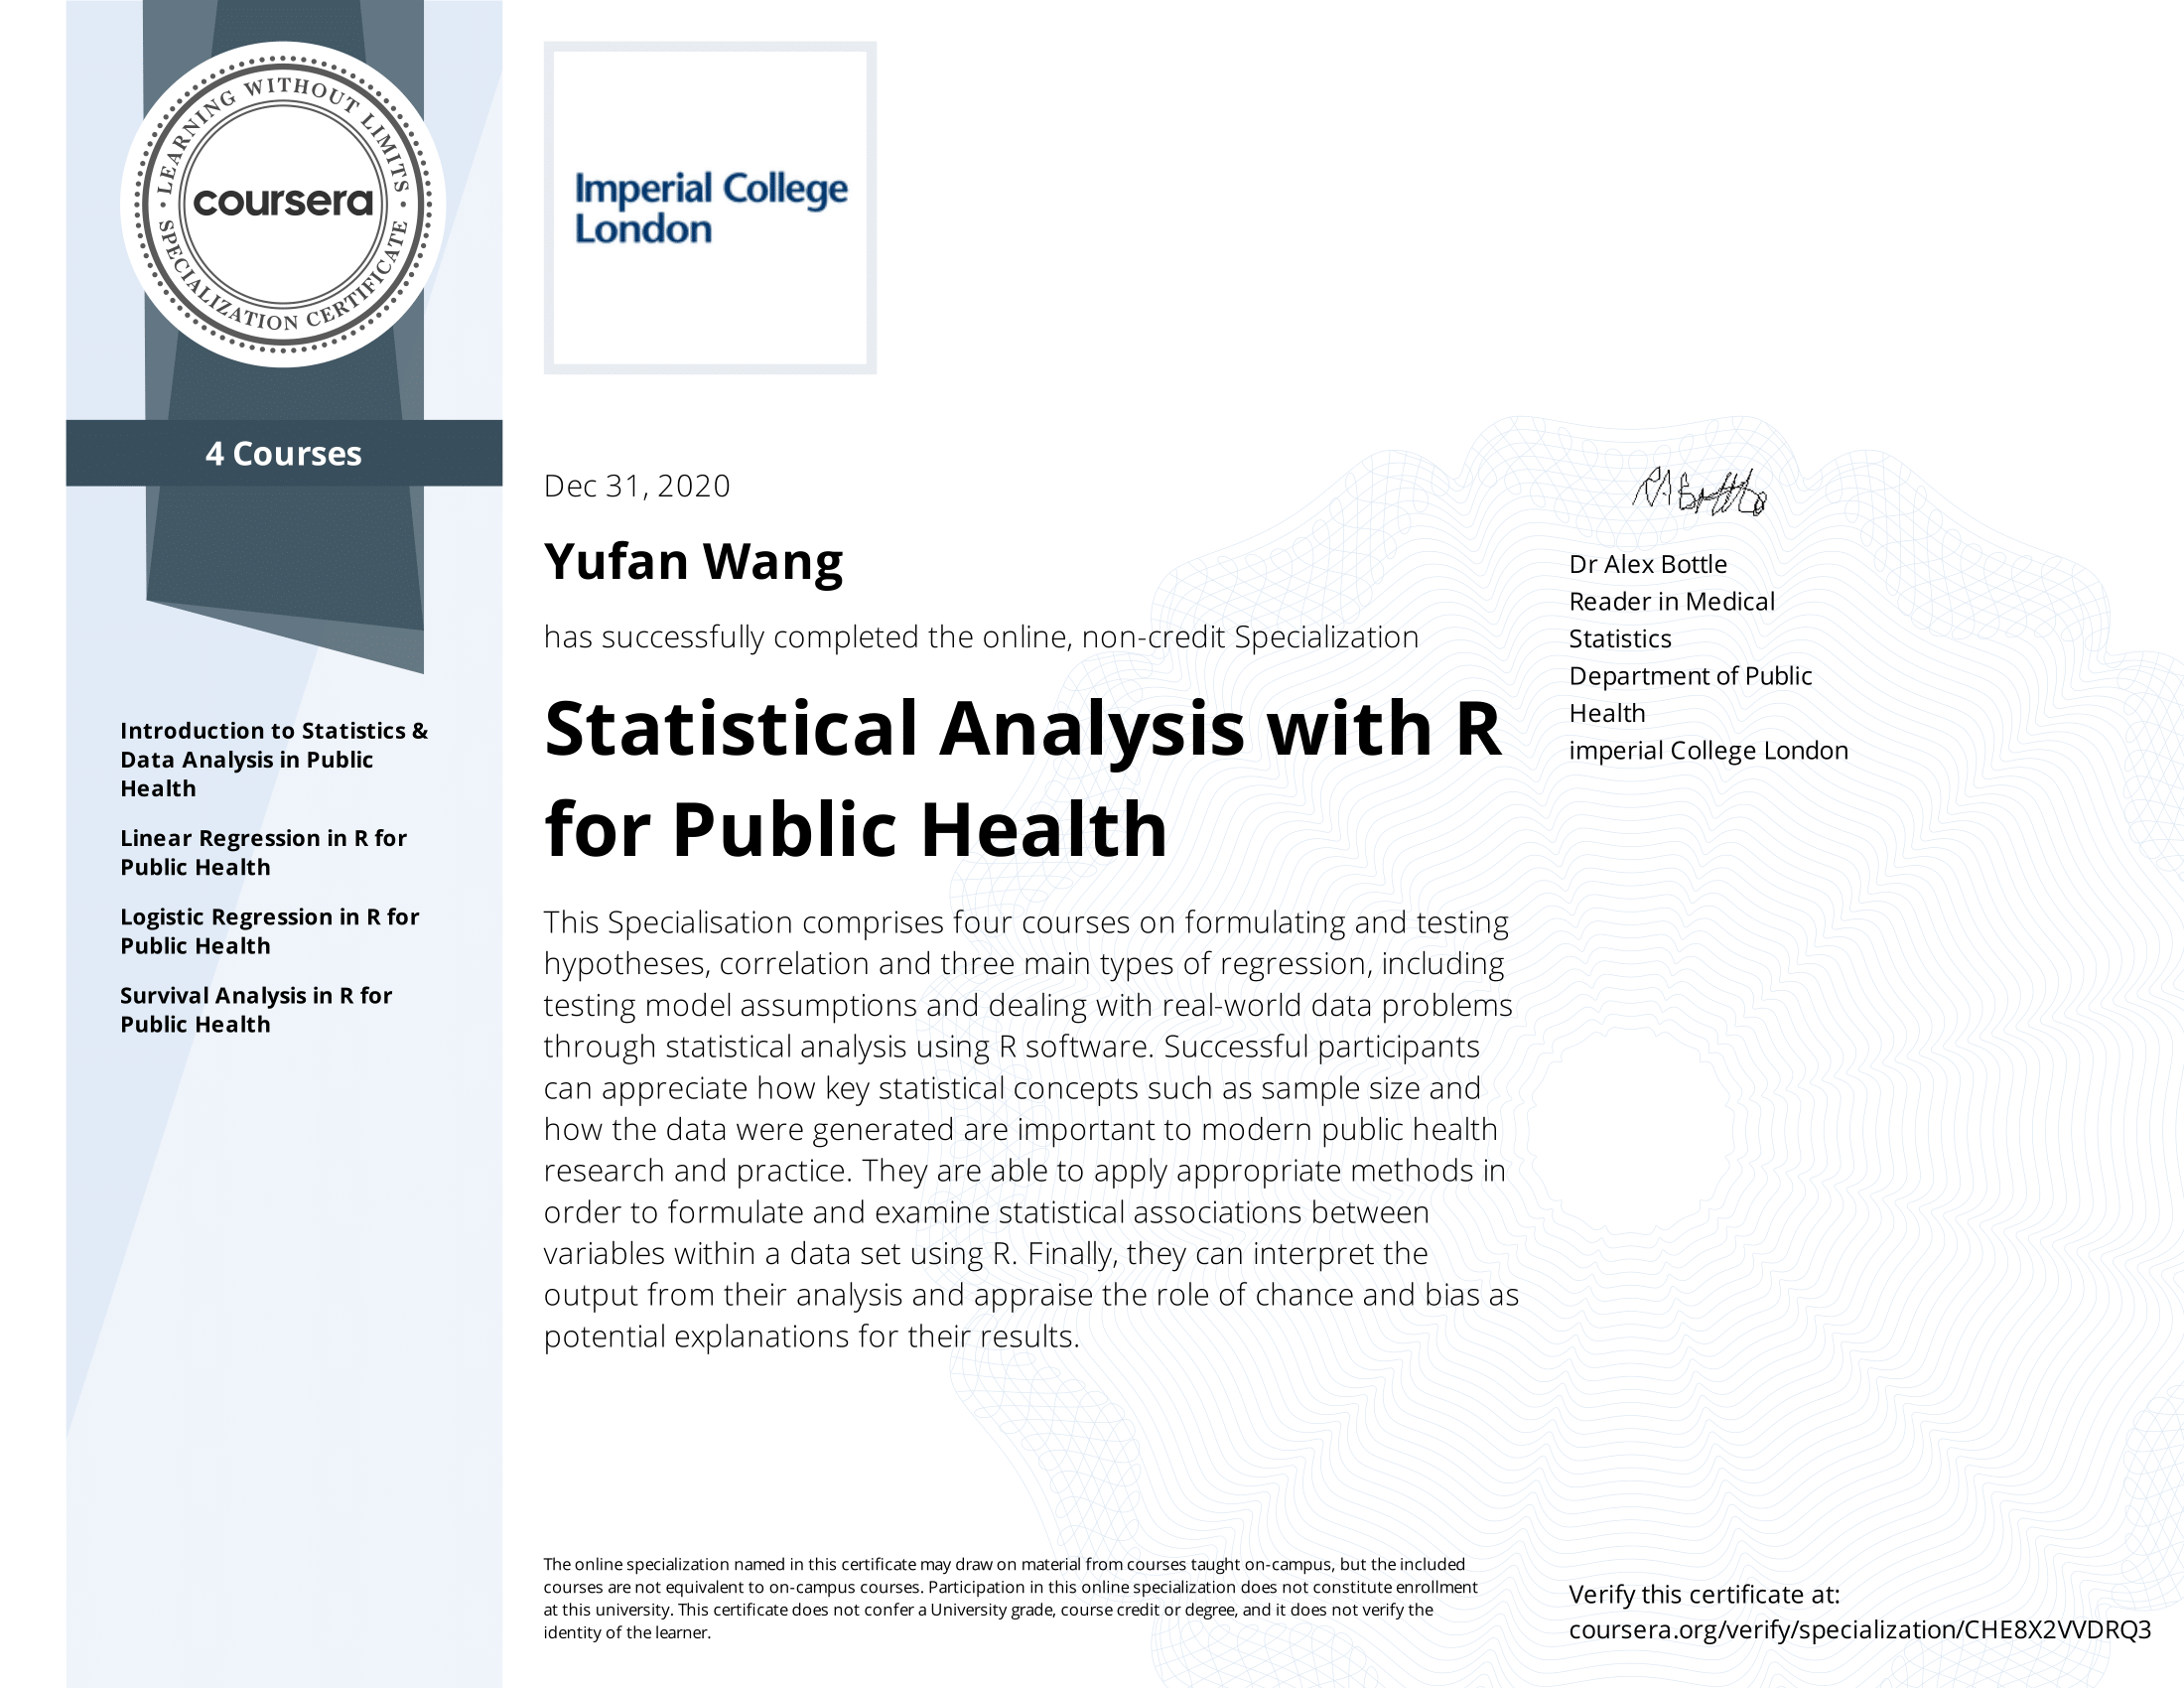 LEARNING WITHOUT LIMITS
coursera
SPECIALIZATION CERTIFICATE
4 Courses
Introduction to Statistics &
Data Analysis in Public
Health
Linear Regression in R for
Public Health
Logistic Regression in R for
Public Health
Survival Analysis in R for
Public Health
Imperial College
London
Dec 31, 2020
Yufan Wang
has successfully completed the online, non-credit Specialization
Statistical Analysis with R
for Public Health
This Specialisation comprises four courses on formulating and testing
hypotheses, correlation and three main types of regression, including
testing model assumptions and dealing with real-world data problems
through statistical analysis using R software. Successful participants
can appreciate how key statistical concepts such as sample size and
how the data were generated are important to modern public health
research and practice. They are able to apply appropriate methods in
order to formulate and examine statistical associations between
variables within a data set using R. Finally, they can interpret the
output from their analysis and appraise the role of chance and bias as
potential explanations for their results.
RA Bottle
Dr Alex Bottle
Reader in Medical
Statistics
Department of Public
Health
imperial College London
The online specialization named in this certificate may draw on material from courses taught on-campus, but the included
courses are not equivalent to on-campus courses. Participation in this online specialization does not constitute enrollment
at this university. This certificate does not confer a University grade, course credit or degree, and it does not verify the
identity of the learner.
Verify this certificate at:
coursera.org/verify/specialization/CHE8X2VVDRQ3